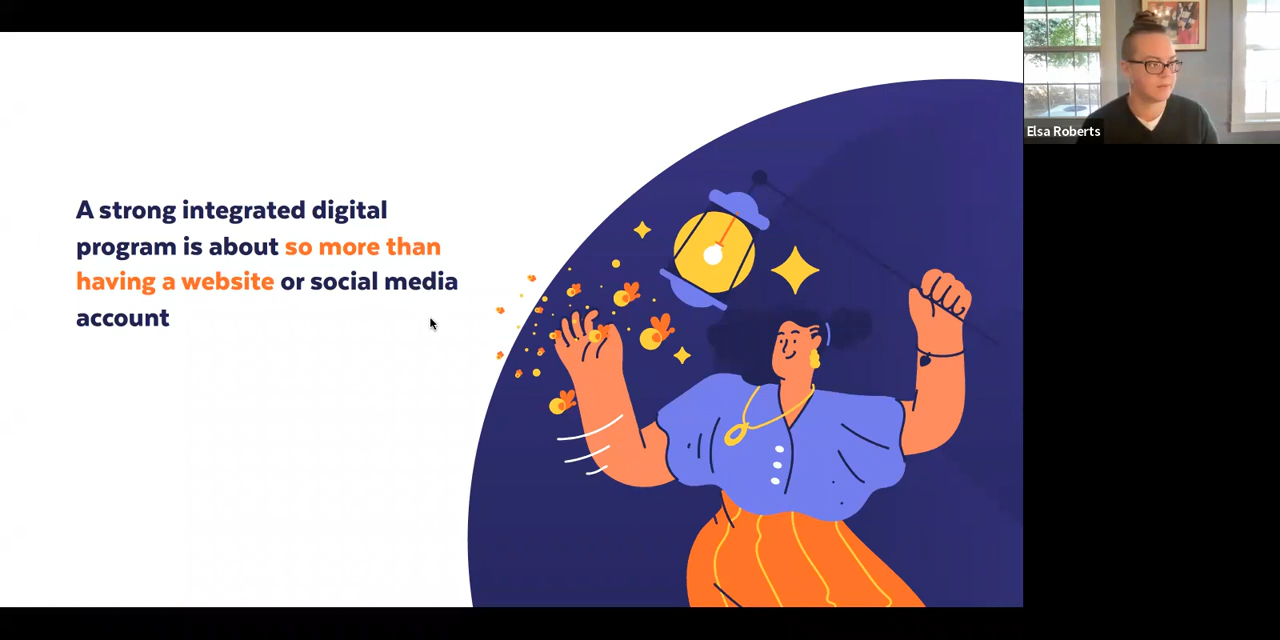 A strong integrated digital
program is about so more than
having a website or social media
account
Elsa Roberts